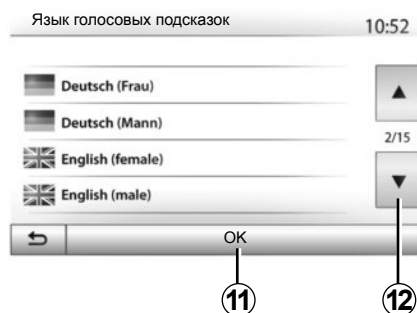 Язык голосовых подсказок 10:52
Deutsch (Frau)
Deutsch (Mann)
2/15
English (female)
English (male)
OK
11 12